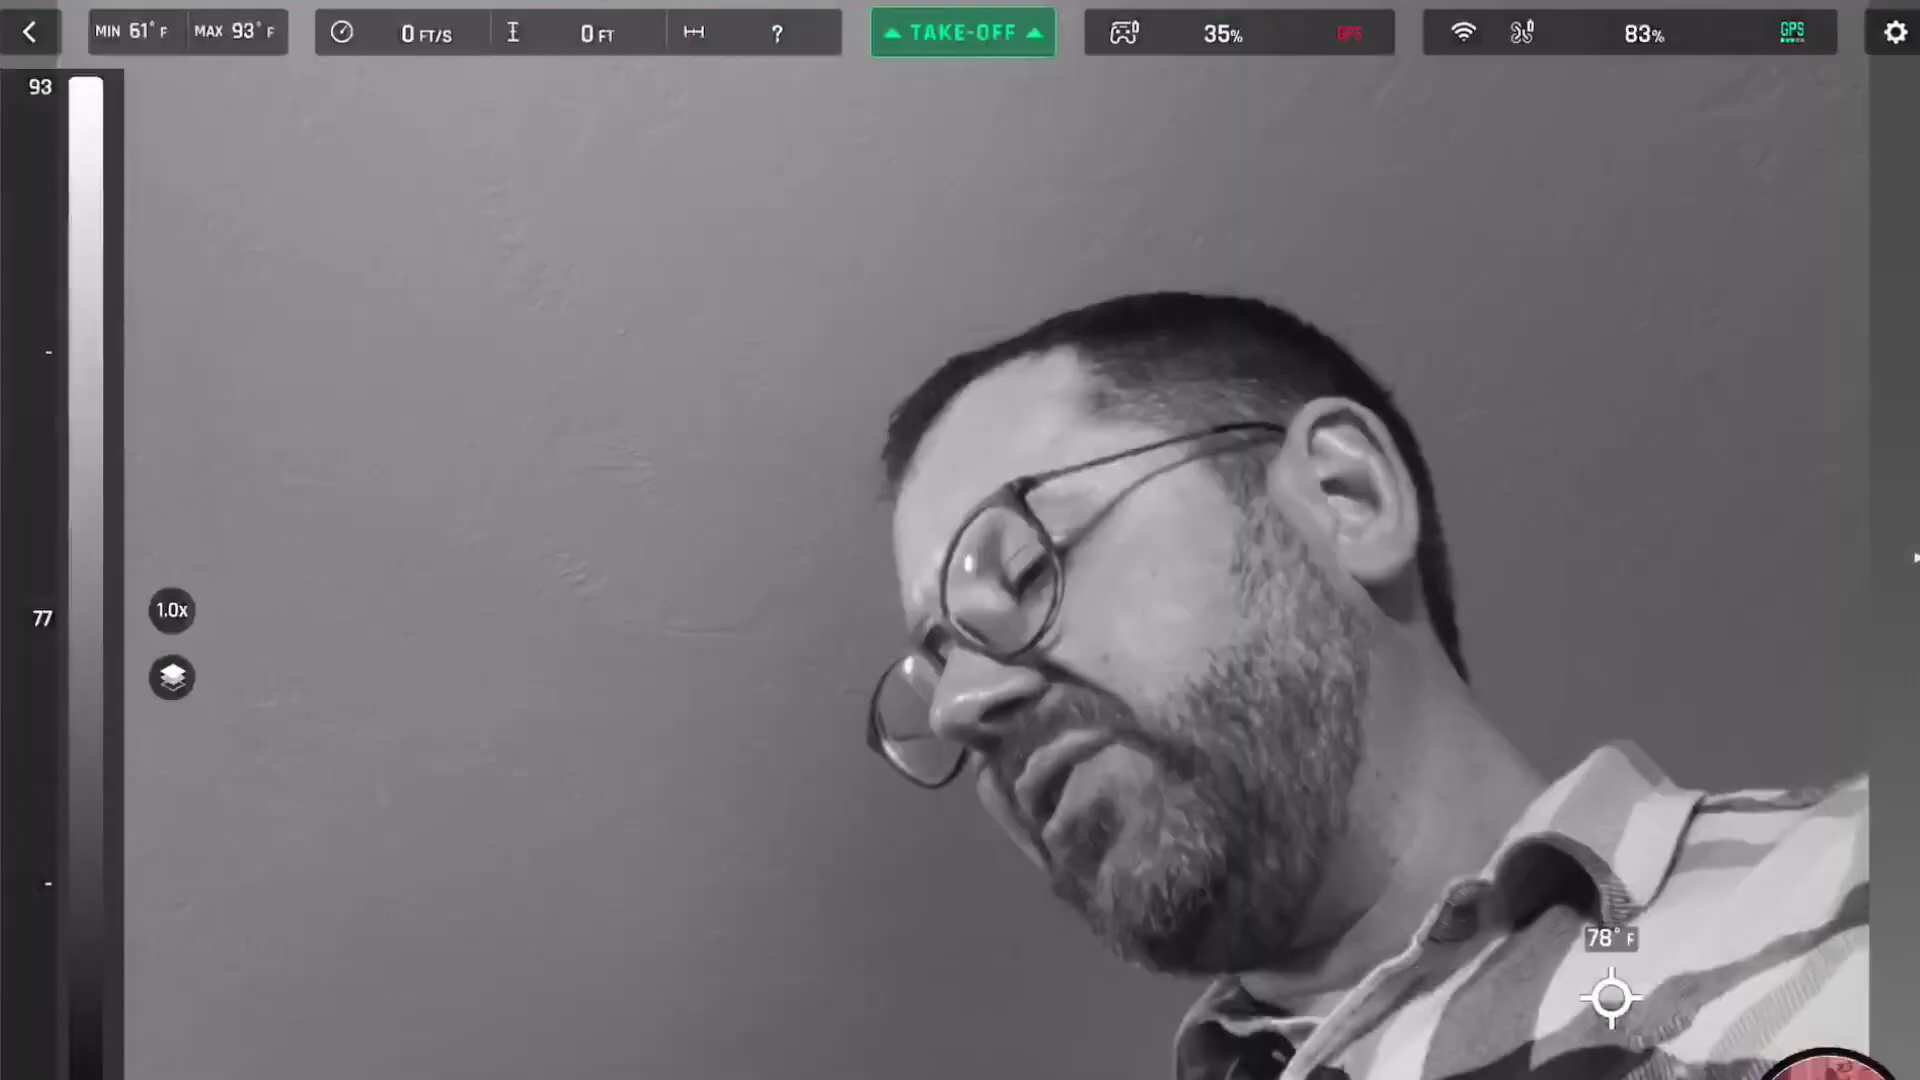 MIN 61° F MAX 93° F 0 FT/S 0 FT ? TAKE-OFF 35% GPS 83% GPS
93
77
1.0x
78° F